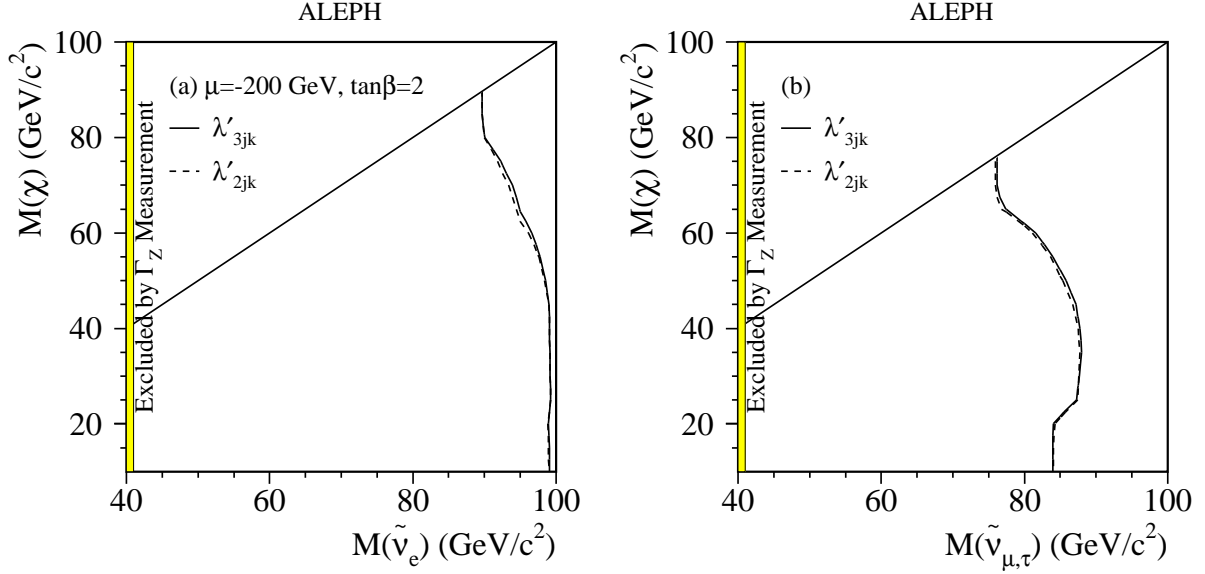 ALEPH
(a) μ=-200 GeV, tanβ=2
λ′3jk
λ′2jk
Excluded by ΓZ Measurement
M(χ) (GeV/c2)
100
80
60
40
20
40
60
80
100
M(ν̃e) (GeV/c2)
ALEPH
(b)
λ′3jk
λ′2jk
Excluded by ΓZ Measurement
M(χ) (GeV/c2)
100
80
60
40
20
40
60
80
100
M(ν̃μ,τ) (GeV/c2)